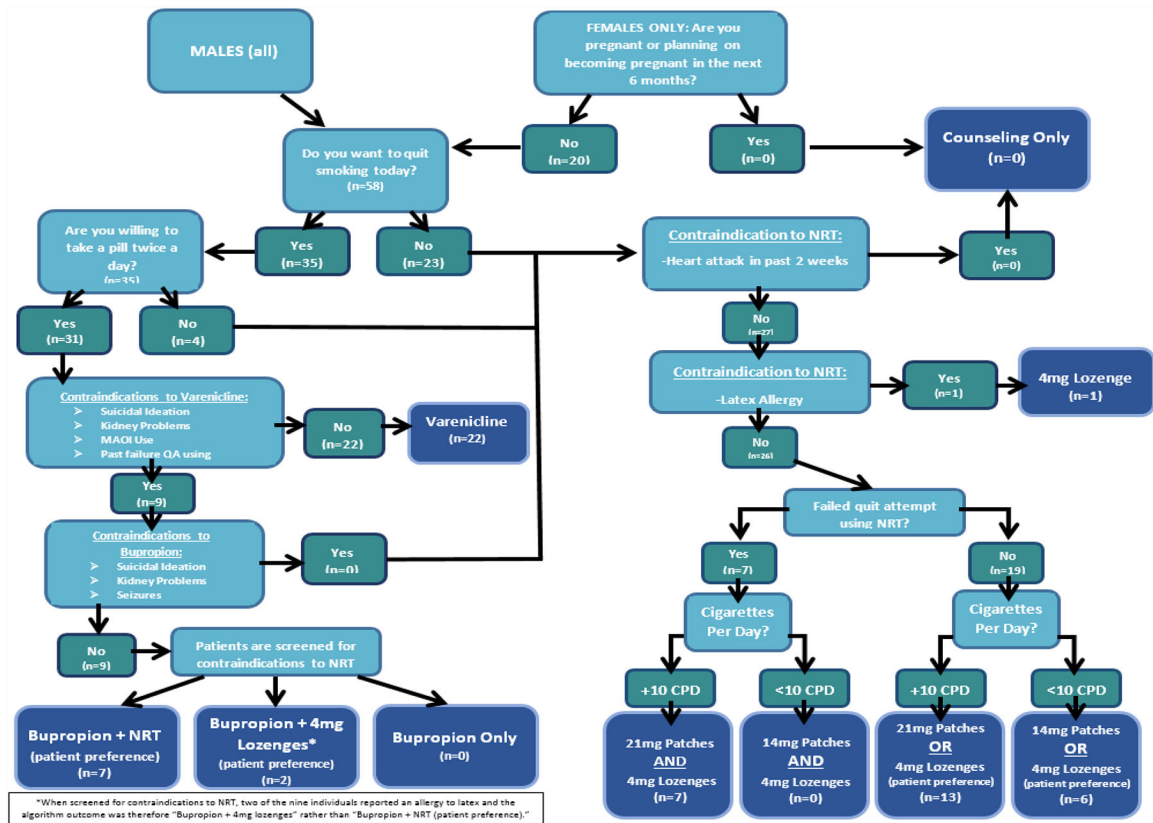 MALES (all)
FEMALES ONLY: Are you
pregnant or planning on
becoming pregnant in the next
6 months?
No
(n=20)
Yes
(n=0)
Counseling Only
(n=0)
Do you want to quit
smoking today?
(n=58)
Are you willing to
take a pill twice a
day?
(n=35)
Yes
(n=35)
No
(n=23)
Contraindication to NRT:
-Heart attack in past 2 weeks
Yes
(n=0)
Yes
(n=31)
No
(n=4)
No
(n=27)
Contraindication to NRT:
-Latex Allergy
Yes
(n=1)
4mg Lozenge
(n=1)
Contraindications to Varenicline:
➢ Suicidal Ideation
➢ Kidney Problems
➢ MAOI Use
➢ Past failure QA using
No
(n=22)
Varenicline
(n=22)
No
(n=26)
Yes
(n=9)
Failed quit attempt
using NRT?
Contraindications to
Bupropion:
➢ Suicidal Ideation
➢ Kidney Problems
➢ Seizures
Yes
(n=0)
Yes
(n=7)
No
(n=19)
Cigarettes
Per Day?
Cigarettes
Per Day?
No
(n=9)
Patients are screened for
contraindications to NRT
+10 CPD
<10 CPD
+10 CPD
<10 CPD
Bupropion + NRT
(patient preference)
n=7)
Bupropion + 4mg
Lozenges*
(patient preference)
(n=2)
Bupropion Only
(n=0)
21mg Patches
AND
4mg Lozenges
(n=7)
14mg Patches
AND
4mg Lozenges
(n=0)
21mg Patches
OR
4mg Lozenges
(patient preference)
(n=13)
14mg Patches
OR
4mg Lozenges
(patient preference)
(n=6)
*When screened for contraindications to NRT, two of the nine individuals reported an allergy to latex and the
algorithm outcome was therefore “Bupropion + 4mg lozenges” rather than “Bupropion + NRT (patient preference).”